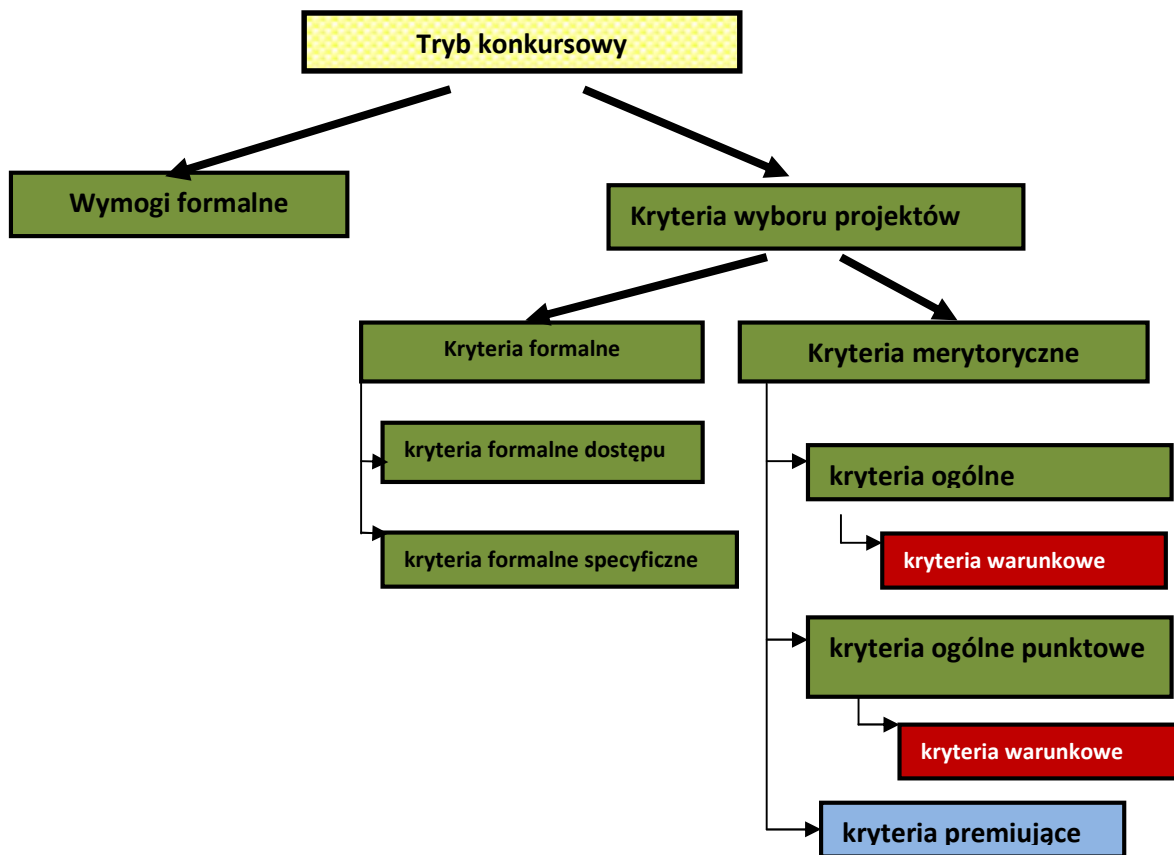 Tryb konkursowy
Wymogi formalne
Kryteria wyboru projektów
Kryteria formalne
Kryteria merytoryczne
kryteria formalne dostępu
kryteria ogólne
kryteria formalne specyficzne
kryteria warunkowe
kryteria ogólne punktowe
kryteria warunkowe
kryteria premiujące